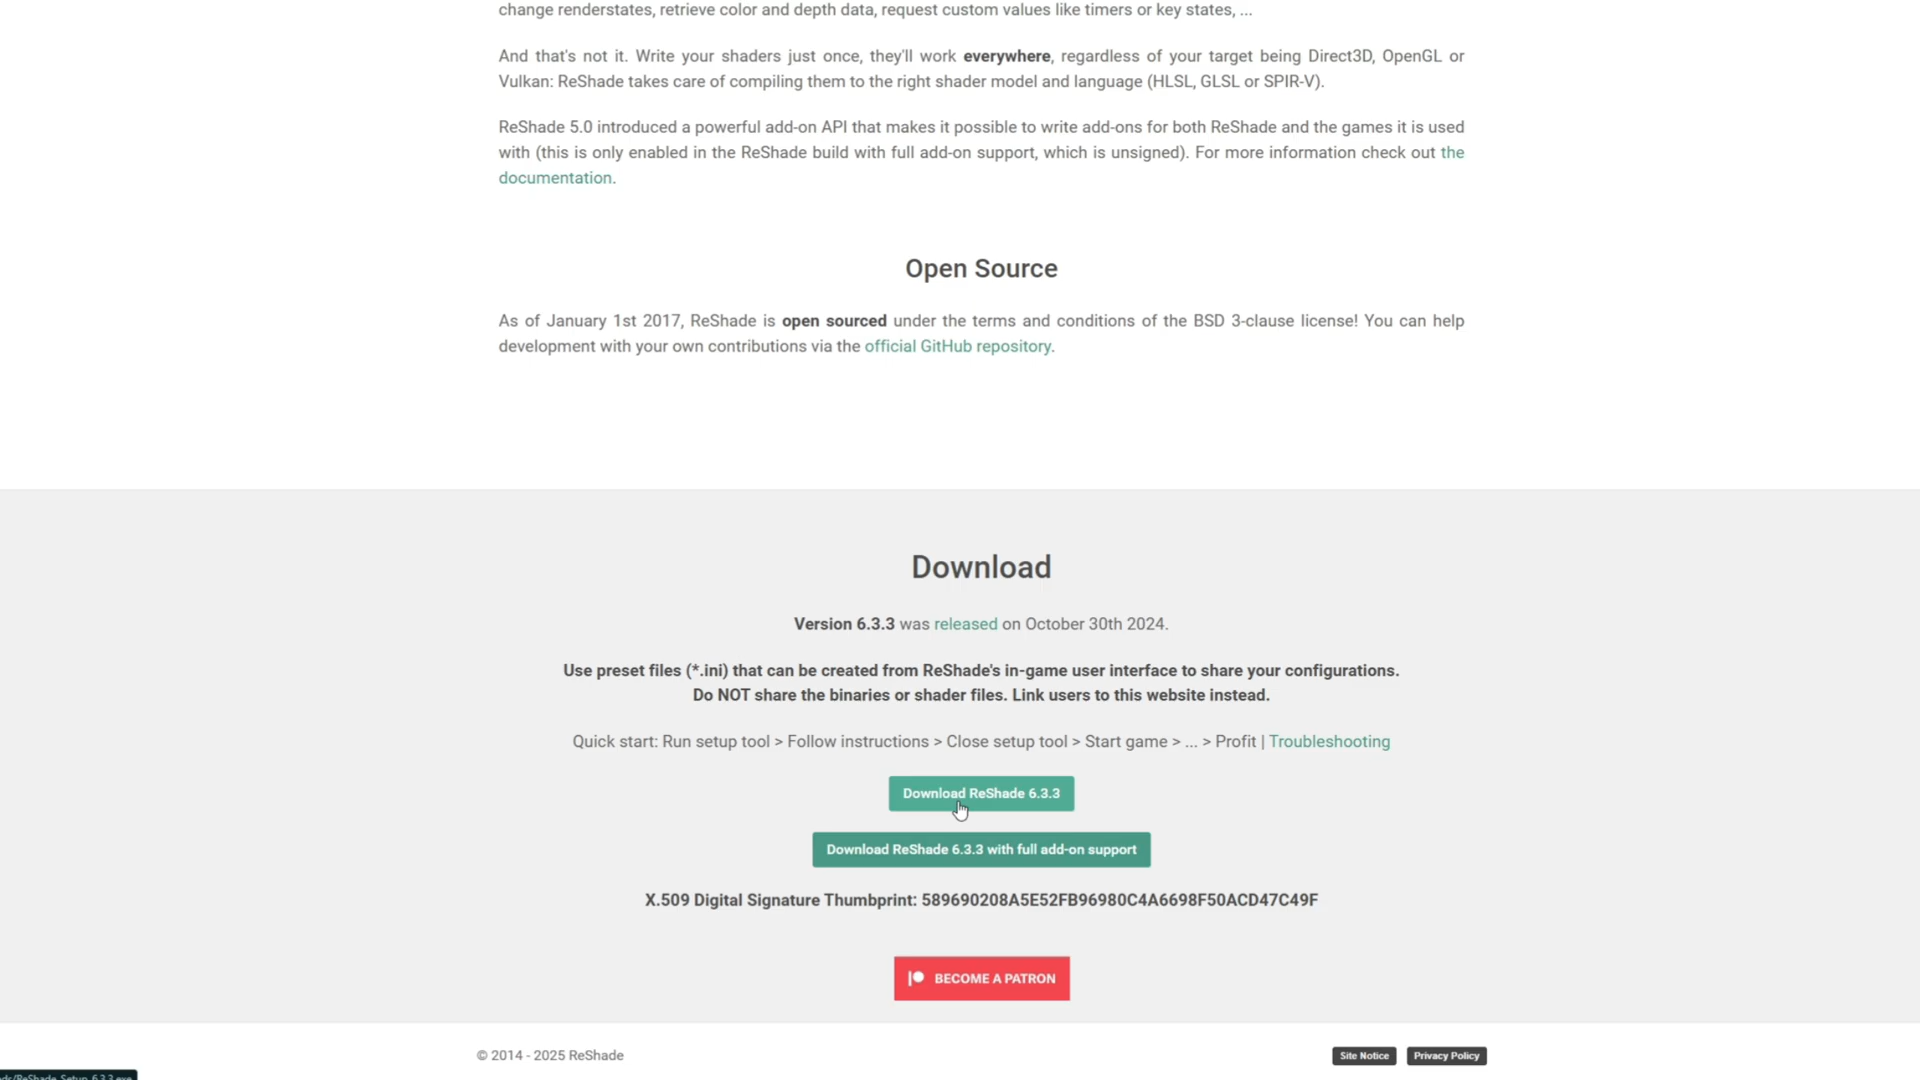 change renderstates, retrieve color and depth data, request custom values like timers or key states, ...
And that's not it. Write your shaders just once, they'll work everywhere, regardless of your target being Direct3D, OpenGL or
Vulkan: ReShade takes care of compiling them to the right shader model and language (HLSL, GLSL or SPIR-V).
ReShade 5.0 introduced a powerful add-on API that makes it possible to write add-ons for both ReShade and the games it is used
with (this is only enabled in the ReShade build with full add-on support, which is unsigned). For more information check out the
documentation.
Open Source
As of January 1st 2017, ReShade is open sourced under the terms and conditions of the BSD 3-clause license! You can help
development with your own contributions via the official GitHub repository.
Download
Version 6.3.3 was released on October 30th 2024.
Use preset files (*.ini) that can be created from ReShade's in-game user interface to share your configurations.
Do NOT share the binaries or shader files. Link users to this website instead.
Quick start: Run setup tool > Follow instructions > Close setup tool > Start game > ... > Profit | Troubleshooting
Download ReShade 6.3.3
Download ReShade 6.3.3 with full add-on support
X.509 Digital Signature Thumbprint: 589690208A5E52FB96980C4A6698F50ACD47C49F
BECOME A PATRON
© 2014 - 2025 ReShade
Site Notice
Privacy Policy
ReShade_Setup_6.3.3.exe